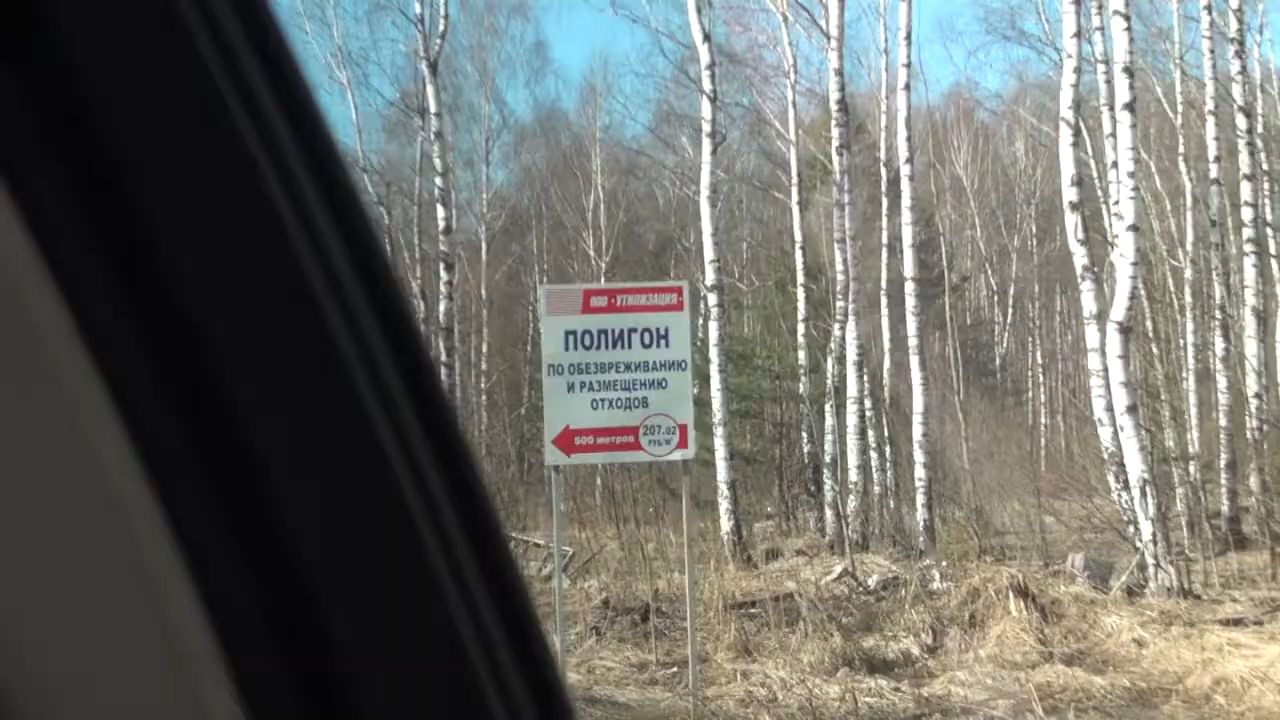 ООО «УТИЛИЗАЦИЯ»
ПОЛИГОН
ПО ОБЕЗВРЕЖИВАНИЮ
И РАЗМЕЩЕНИЮ
ОТХОДОВ
500 метров
207.02
РУБ/М³